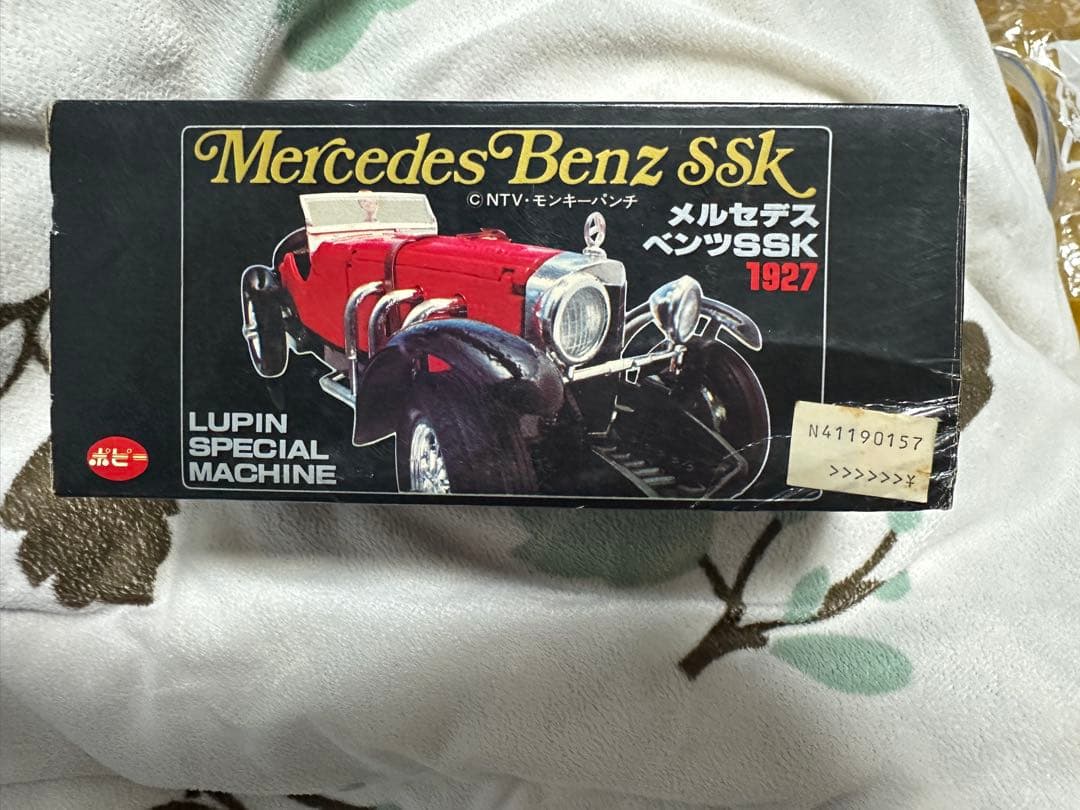 Mercedes Benz SSk
© NTV・モンキーパンチ
メルセデス
ベンツSSK
1927
LUPIN
SPECIAL
MACHINE
ポピー
N41190157
>>>>>>¥